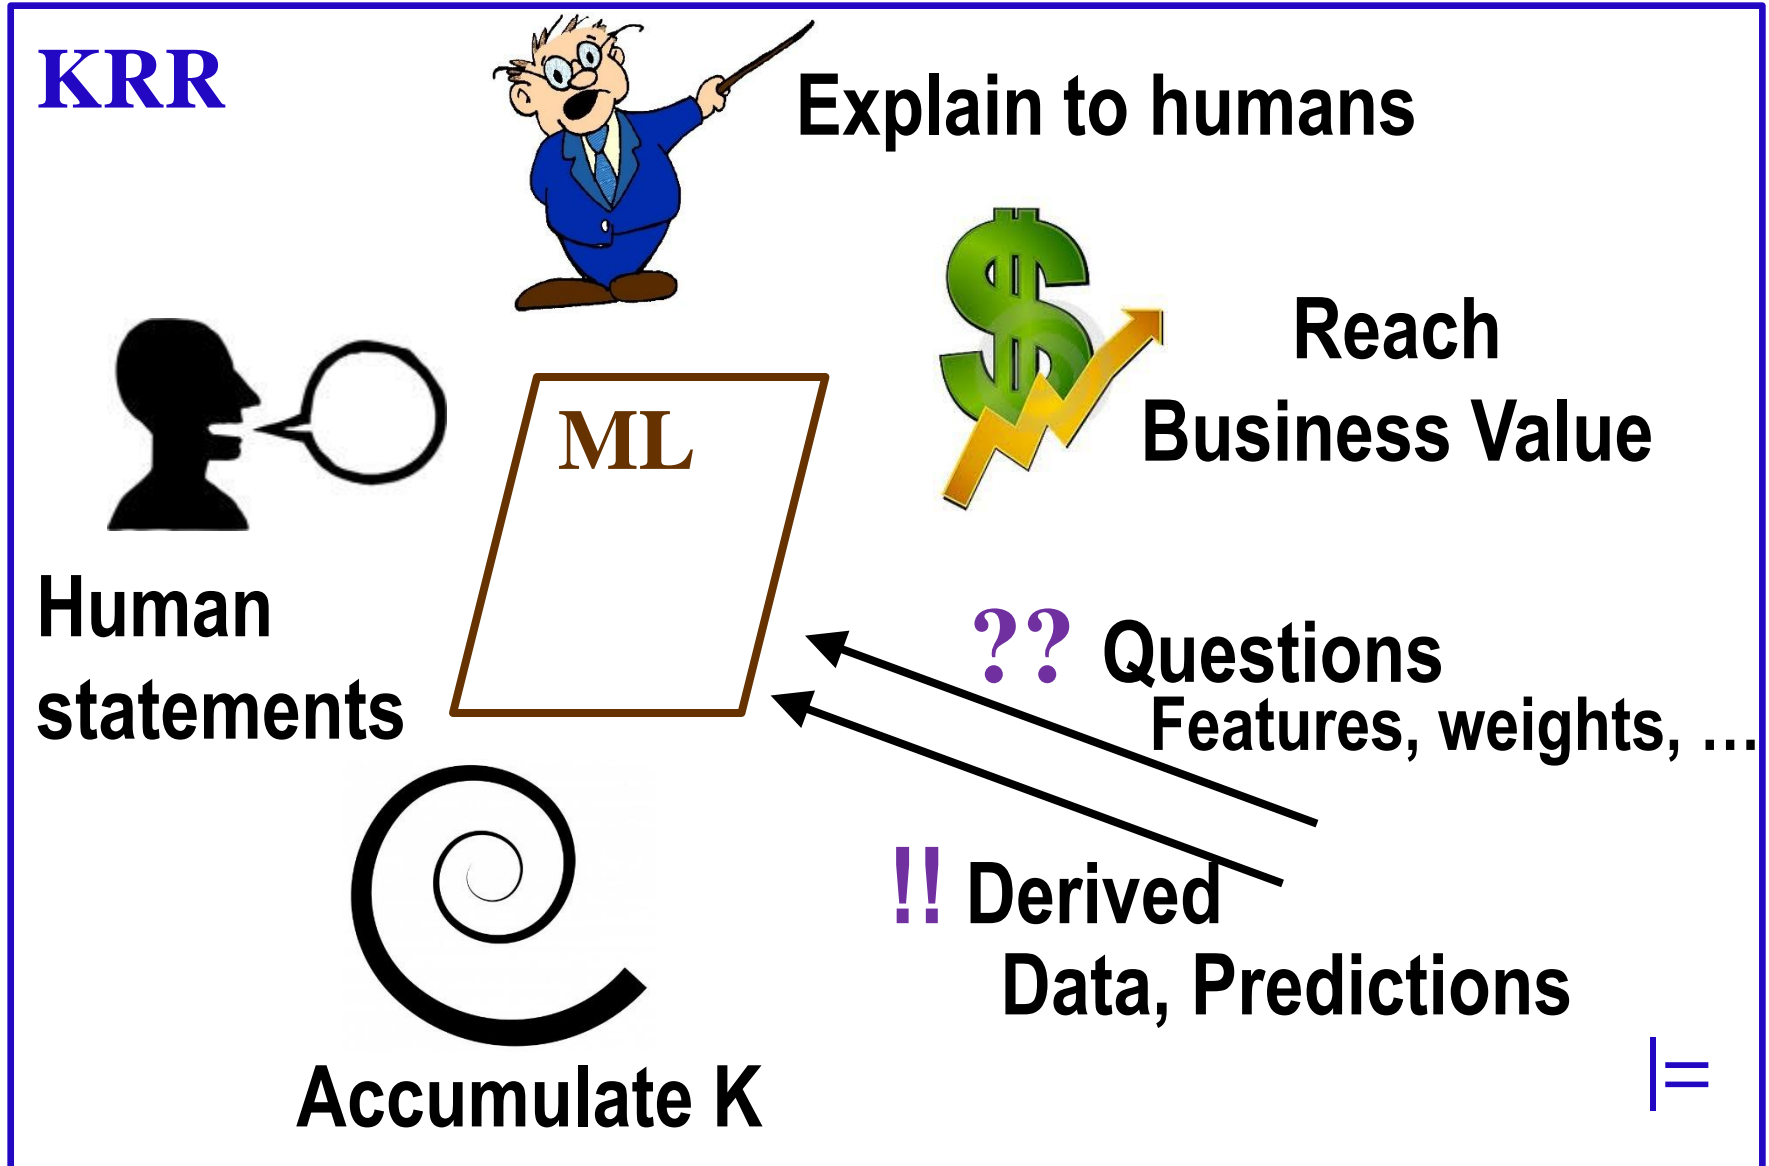 KRR
Explain to humans
Reach
Business Value
ML
Human
statements
?? Questions
Features, weights, …
!! Derived
Data, Predictions
Accumulate K
|=